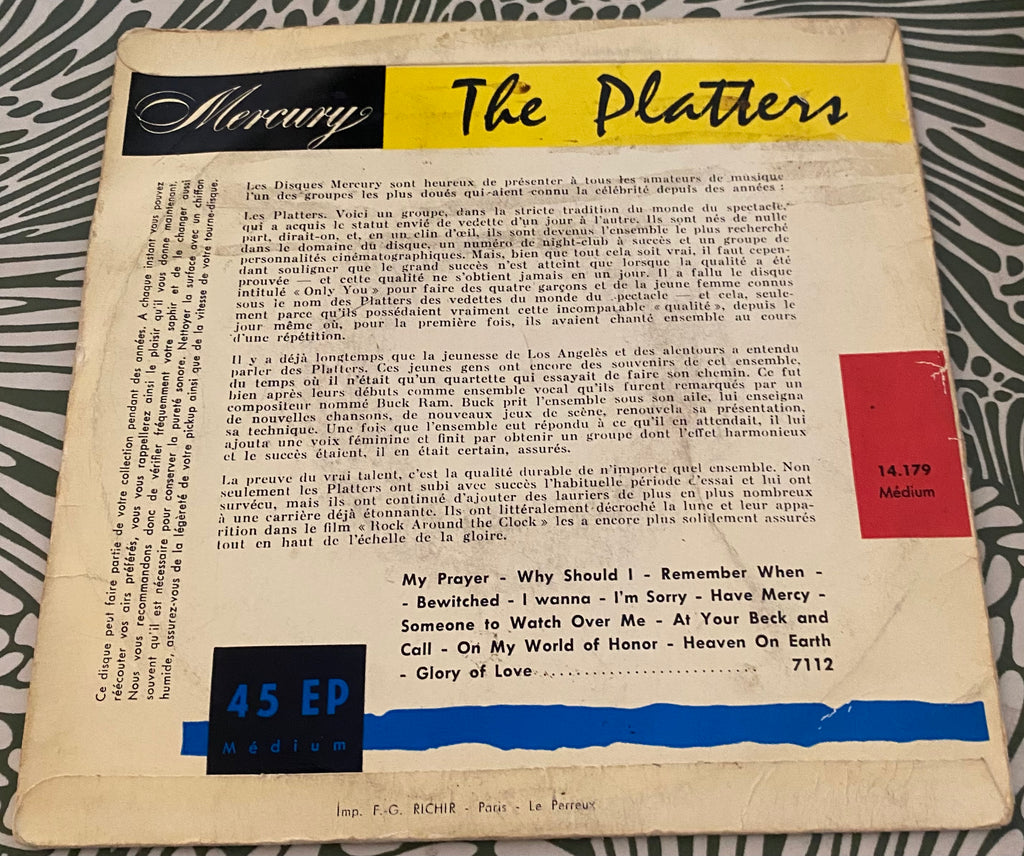 Mercury
The Platters
Les Disques Mercury sont heureux de présenter à tous les amateurs de musique
l'un des groupes les plus doués qui aient connu la célébrité depuis des années :
Les Platters. Voici un groupe, dans la stricte tradition du monde du spectacle,
qui a acquis le statut envié de vedette d'un jour à l'autre. Ils sont nés de nulle
part, dirait-on, et, en un clin d'œil, ils sont devenus l'ensemble le plus recherché
dans le domaine du disque, un numéro de night-club à succès et un groupe de
personnalités cinématographiques. Mais, bien que tout cela soit vrai, il faut cepen-
dant souligner que le grand succès n'est atteint que lorsque la qualité a été
prouvée — et cette qualité ne s'obtient jamais en un jour. Il a fallu le disque
intitulé « Only You » pour faire des quatre garçons et de la jeune femme connus
sous le nom des Platters des vedettes du monde du pectacle — et cela, seule-
ment parce qu'ils possédaient vraiment cette incomparable « qualité », depuis le
jour même où, pour la première fois, ils avaient chanté ensemble au cours
d'une répétition.
Il y a déjà longtemps que la jeunesse de Los Angelès et des alentours a entendu
parler des Platters. Ces jeunes gens ont encore des souvenirs de cet ensemble,
du temps où il n'était qu'un quartette qui essayait de faire son chemin. Ce fut
bien après leurs débuts comme ensemble vocal qu'ils furent remarqués par un
compositeur nommé Buck Ram. Buck prit l'ensemble sous son aile, lui enseigna
de nouvelles chansons, de nouveaux jeux de scène, renouvela sa présentation,
sa technique. Une fois que l'ensemble eut répondu à ce qu'il en attendait, il lui
ajouta une voix féminine et finit par obtenir un groupe dont l'effet harmonieux
et le succès étaient, il en était certain, assurés.
La preuve du vrai talent, c'est la qualité durable de n'importe quel ensemble. Non
seulement les Platters ont subi avec succès l'habituelle période d'essai et lui ont
survécu, mais ils ont continué d'ajouter des lauriers de plus en plus nombreux
à une carrière déjà étonnante. Ils ont littéralement décroché la lune et leur appa-
rition dans le film « Rock Around the Clock » les a encore plus solidement assurés
tout en haut de l'échelle de la gloire.
My Prayer - Why Should I - Remember When -
- Bewitched - I wanna - I'm Sorry - Have Mercy -
Someone to Watch Over Me - At Your Beck and
Call - On My World of Honor - Heaven On Earth
- Glory of Love .............................. 7112
14.179
Médium
Ce disque peut faire partie de votre collection pendant des années. A chaque instant vous pouvez
réécouter vos airs préférés, vous vous rappellerez ainsi le plaisir qu'il vous donne maintenant.
Nous vous recommandons donc de vérifier fréquemment votre saphir et de le changer aussi
souvent qu'il est nécessaire pour conserver la pureté sonore. Nettoyer la surface avec un chiffon
humide, assurez-vous de la légèreté de votre pickup ainsi que de la vitesse de votre tourne-disque.
45 EP
Médium
Imp. F.-G. RICHIR - Paris - Le Perreux